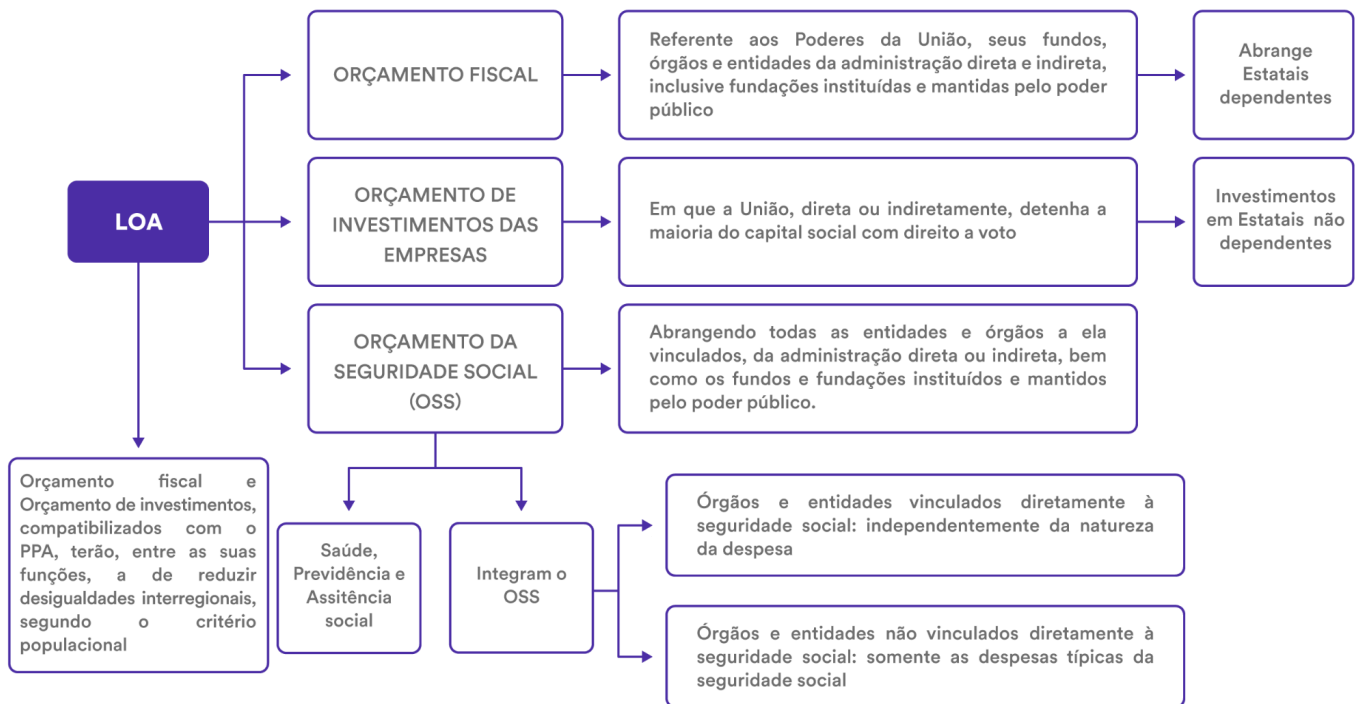 ORÇAMENTO FISCAL
Referente aos Poderes da União, seus fundos,
órgãos e entidades da administração direta e indireta,
inclusive fundações instituídas e mantidas pelo poder
público
Abrange
Estatais
dependentes
LOA
ORÇAMENTO DE
INVESTIMENTOS DAS
EMPRESAS
Em que a União, direta ou indiretamente, detenha a
maioria do capital social com direito a voto
Investimentos
em Estatais não
dependentes
ORÇAMENTO DA
SEGURIDADE SOCIAL
(OSS)
Abrangendo todas as entidades e órgãos a ela
vinculados, da administração direta ou indireta, bem
como os fundos e fundações instituídos e mantidos
pelo poder público.
Orçamento fiscal e
Orçamento de investimentos,
compatibilizados com o
PPA, terão, entre as suas
funções, a de reduzir
desigualdades interregionais,
segundo o critério
populacional
Saúde,
Previdência e
Assitência
social
Integram o
OSS
Órgãos e entidades vinculados diretamente à
seguridade social: independentemente da natureza
da despesa
Órgãos e entidades não vinculados diretamente à
seguridade social: somente as despesas típicas da
seguridade social